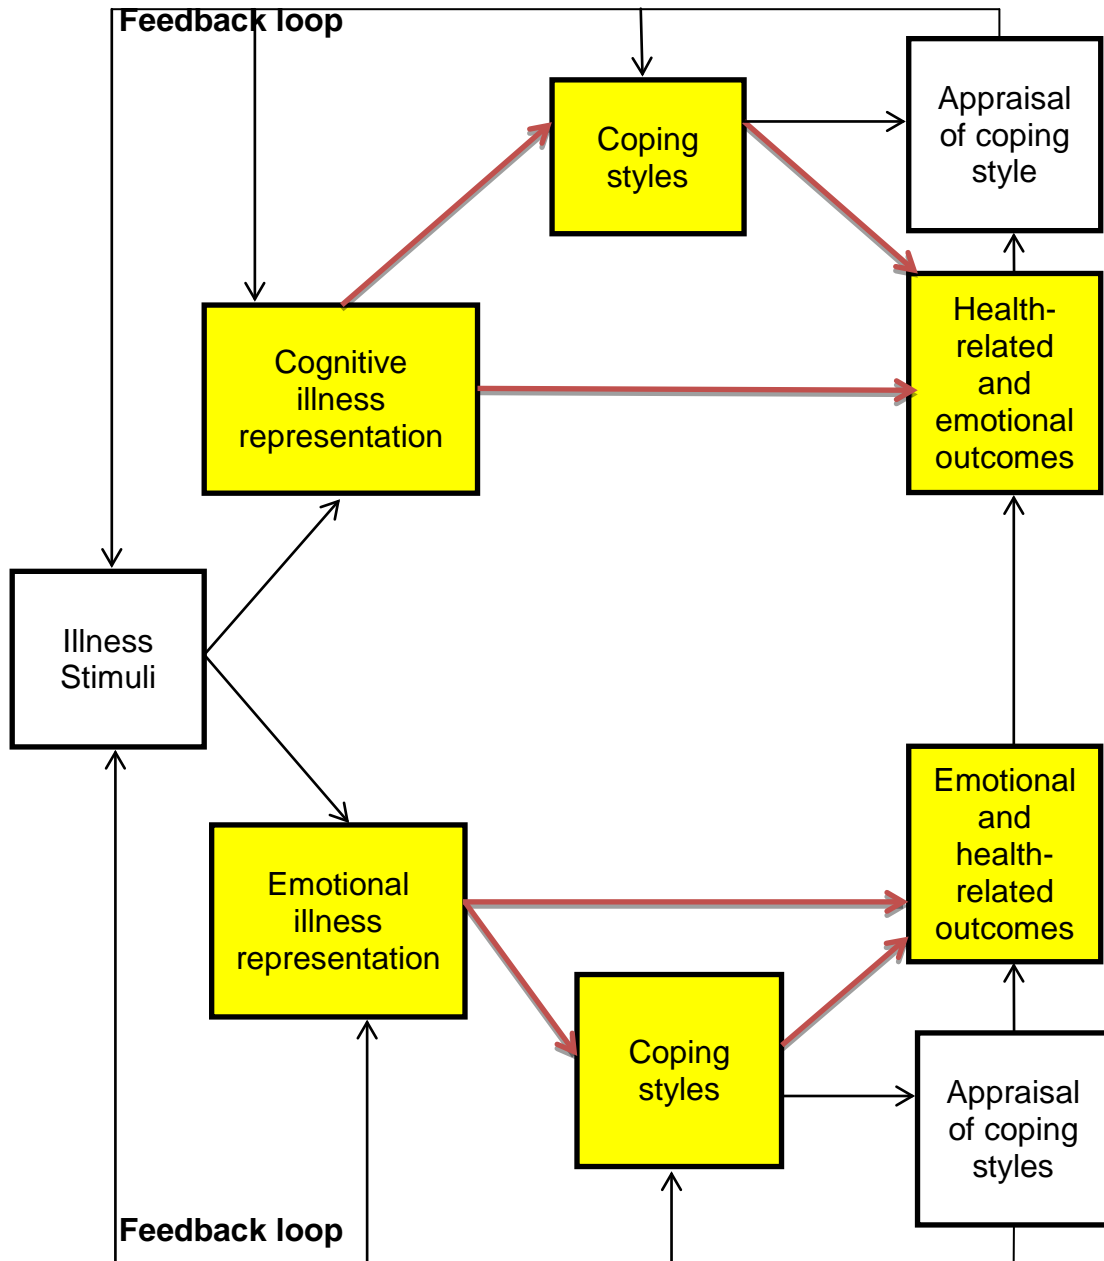 Feedback loop
Appraisal
of coping
style
Coping
styles
Health-
related
and
emotional
outcomes
Cognitive
illness
representation
Illness
Stimuli
Emotional
and
health-
related
outcomes
Emotional
illness
representation
Coping
styles
Appraisal
of coping
styles
Feedback loop